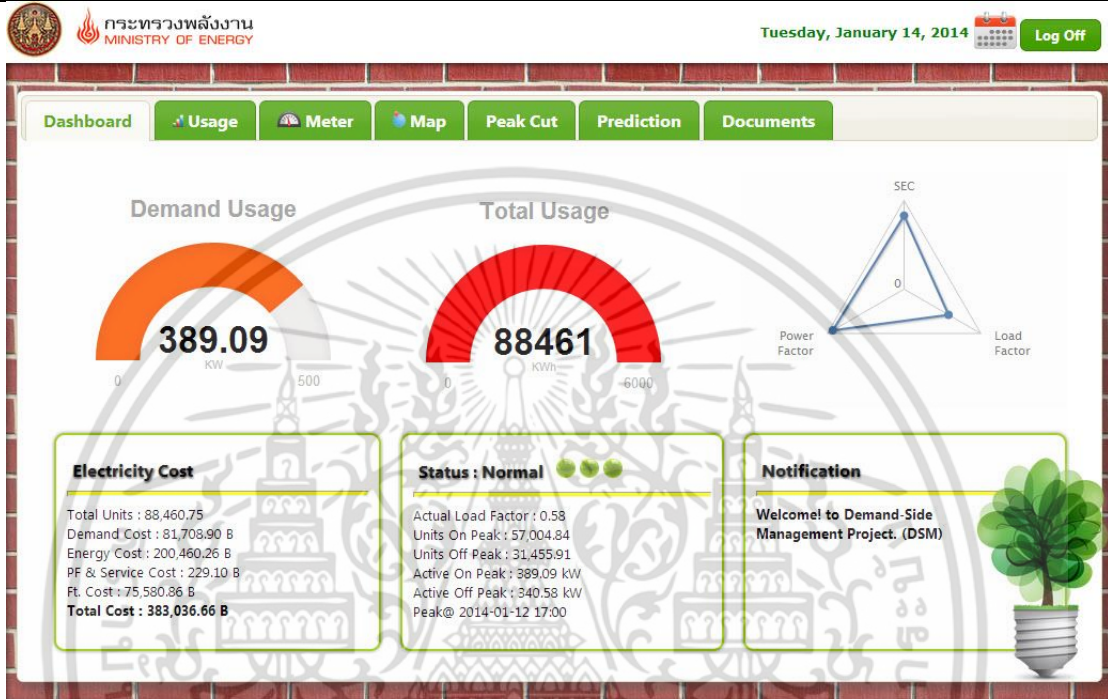 กระทรวงพลังงาน
MINISTRY OF ENERGY
Tuesday, January 14, 2014
Log Off
Dashboard
Usage
Meter
Map
Peak Cut
Prediction
Documents
Demand Usage
389.09
KW
0
500
Total Usage
88461
KWh
0
6000
SEC
0
Power
Factor
Load
Factor
Electricity Cost
Total Units : 88,460.75
Demand Cost : 81,708.90 B
Energy Cost : 200,460.26 B
PF & Service Cost : 229.10 B
Ft. Cost : 75,580.86 B
Total Cost : 383,036.66 B
Status : Normal
Actual Load Factor : 0.58
Units On Peak : 57,004.84
Units Off Peak : 31,455.91
Active On Peak : 389.09 kW
Active Off Peak : 340.58 kW
Peak@ 2014-01-12 17:00
Notification
Welcome! to Demand-Side
Management Project. (DSM)